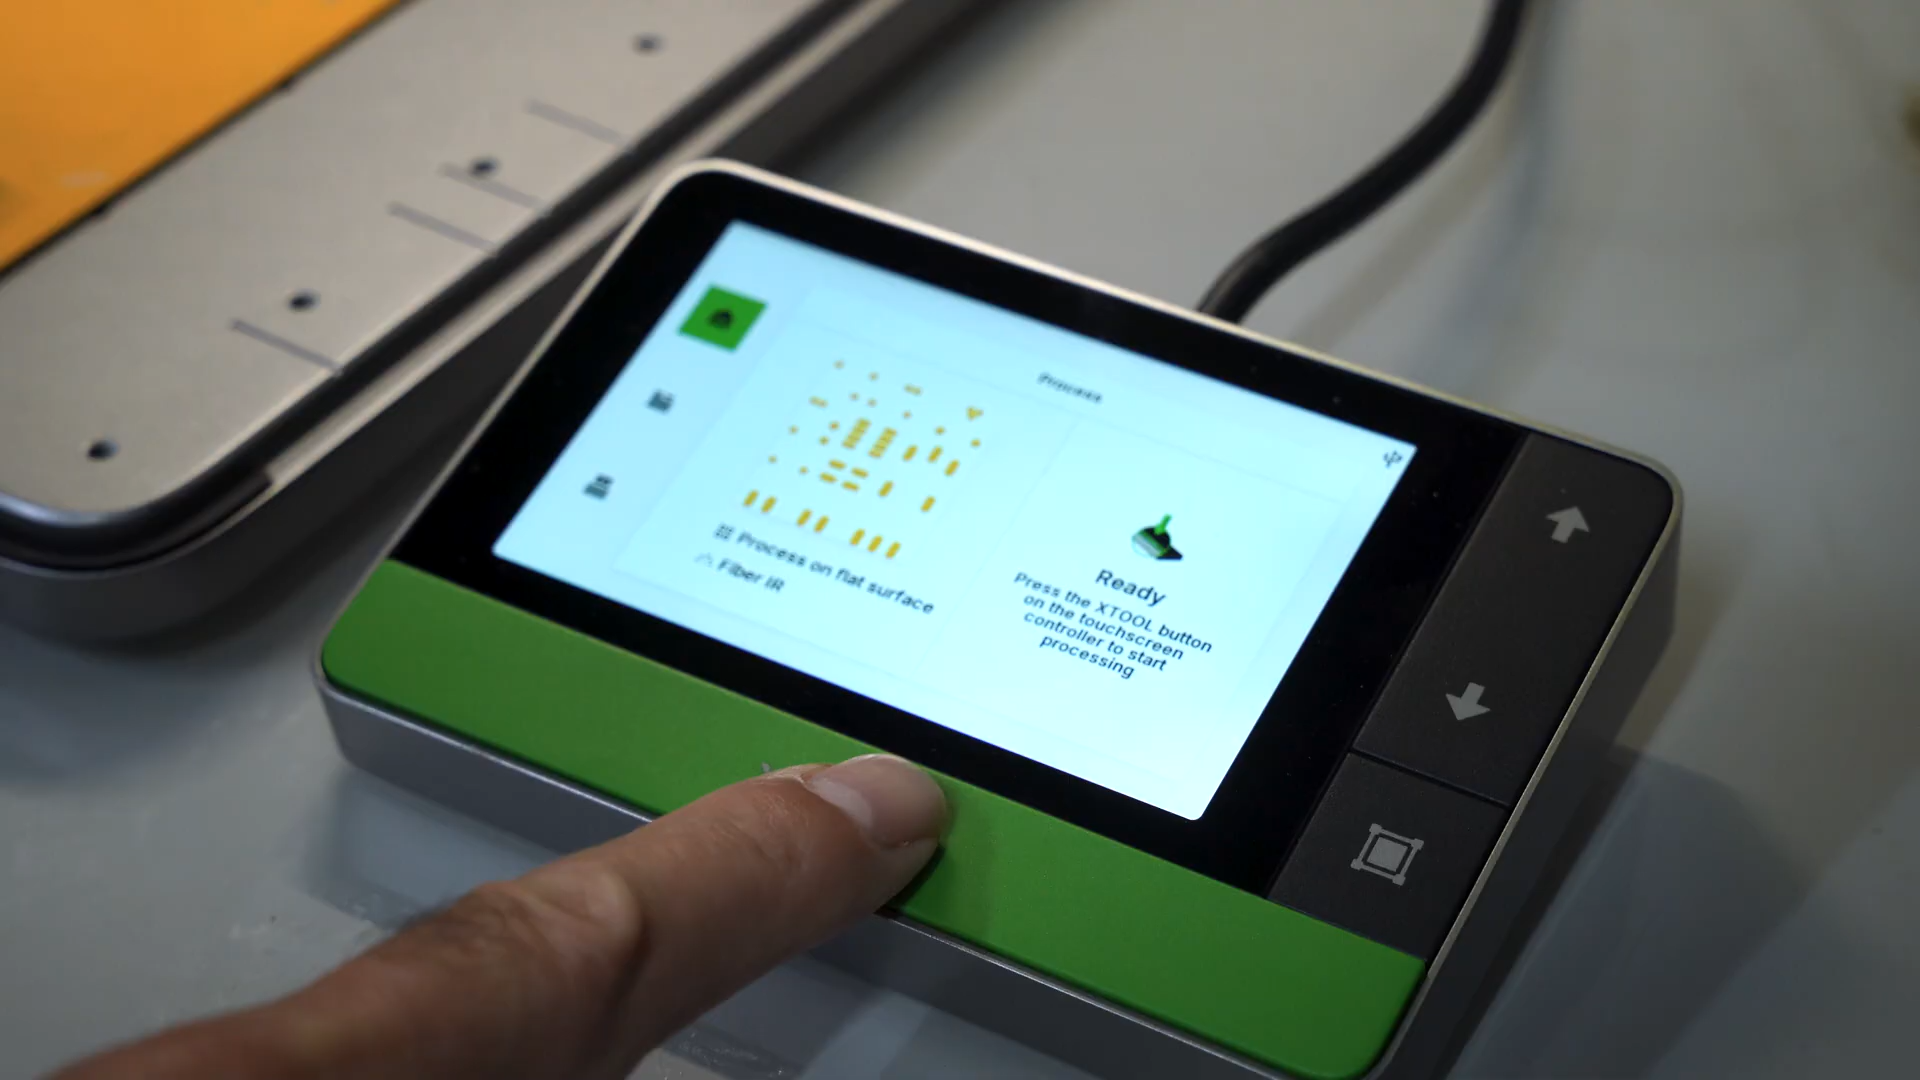 Process
Process on flat surface
Fiber IR
Ready
Press the XTOOL button
on the touchscreen
controller to start
processing